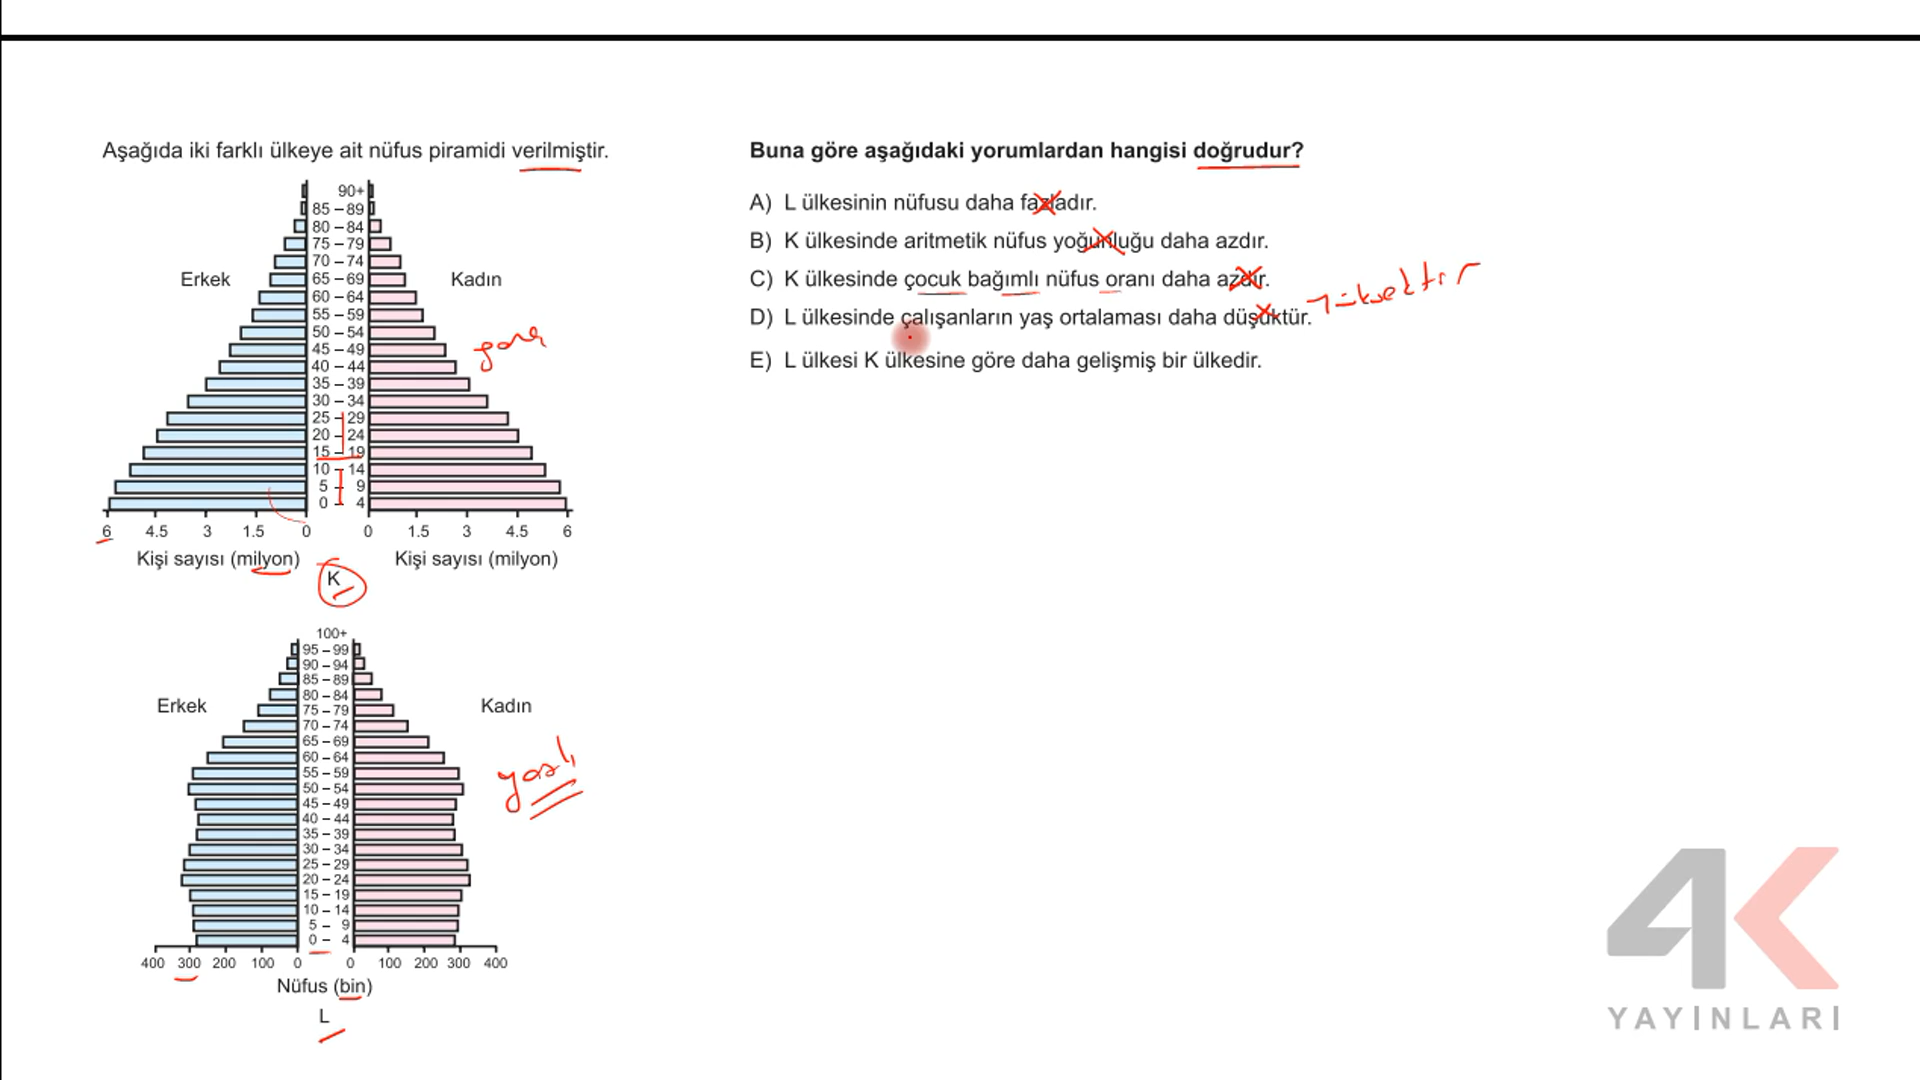 Aşağıda iki farklı ülkeye ait nüfus piramidi verilmiştir.
90+
85 – 89
80 – 84
75 – 79
70 – 74
Erkek 65 – 69 Kadın
60 – 64
55 – 59
50 – 54
45 – 49
40 – 44
35 – 39
30 – 34
25 – 29
20 – 24
15 – 19
10 – 14
5 – 9
0 – 4
6 4.5 3 1.5 0 0 1.5 3 4.5 6
Kişi sayısı (milyon) Kişi sayısı (milyon)
K
100+
95 – 99
90 – 94
85 – 89
80 – 84
Erkek 75 – 79 Kadın
70 – 74
65 – 69
60 – 64
55 – 59
50 – 54
45 – 49
40 – 44
35 – 39
30 – 34
25 – 29
20 – 24
15 – 19
10 – 14
5 – 9
0 – 4
400 300 200 100 0 0 100 200 300 400
Nüfus (bin)
L
yaşlı
Buna göre aşağıdaki yorumlardan hangisi doğrudur?
A) L ülkesinin nüfusu daha fazladır.
B) K ülkesinde aritmetik nüfus yoğunluğu daha azdır.
C) K ülkesinde çocuk bağımlı nüfus oranı daha azdır.
D) L ülkesinde çalışanların yaş ortalaması daha düşüktür. Yüksektir
E) L ülkesi K ülkesine göre daha gelişmiş bir ülkedir.
4K
YAYINLARI